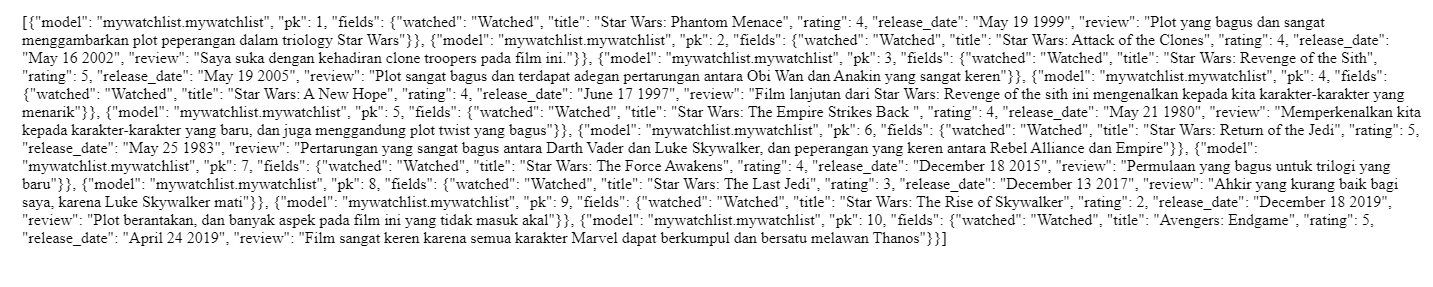 [{"model": "mywatchlist.mywatchlist", "pk": 1, "fields": {"watched": "Watched", "title": "Star Wars: Phantom Menace", "rating": 4, "release_date": "May 19 1999", "review": "Plot yang bagus dan sangat
menggambarkan plot peperangan dalam triology Star Wars"}}, {"model": "mywatchlist.mywatchlist", "pk": 2, "fields": {"watched": "Watched", "title": "Star Wars: Attack of the Clones", "rating": 4, "release_date":
"May 16 2002", "review": "Saya suka dengan kehadiran clone troopers pada film ini."}}, {"model": "mywatchlist.mywatchlist", "pk": 3, "fields": {"watched": "Watched", "title": "Star Wars: Revenge of the Sith",
"rating": 5, "release_date": "May 19 2005", "review": "Plot sangat bagus dan terdapat adegan pertarungan antara Obi Wan dan Anakin yang sangat keren"}}, {"model": "mywatchlist.mywatchlist", "pk": 4, "fields":
{"watched": "Watched", "title": "Star Wars: A New Hope", "rating": 4, "release_date": "June 17 1997", "review": "Film lanjutan dari Star Wars: Revenge of the sith ini mengenalkan kepada kita karakter-karakter yang
menarik"}}, {"model": "mywatchlist.mywatchlist", "pk": 5, "fields": {"watched": "Watched", "title": "Star Wars: The Empire Strikes Back ", "rating": 4, "release_date": "May 21 1980", "review": "Memperkenalkan kita
kepada karakter-karakter yang baru, dan juga menggandung plot twist yang bagus"}}, {"model": "mywatchlist.mywatchlist", "pk": 6, "fields": {"watched": "Watched", "title": "Star Wars: Return of the Jedi", "rating": 5,
"release_date": "May 25 1983", "review": "Pertarungan yang sangat bagus antara Darth Vader dan Luke Skywalker, dan peperangan yang keren antara Rebel Alliance dan Empire"}}, {"model":
"mywatchlist.mywatchlist", "pk": 7, "fields": {"watched": "Watched", "title": "Star Wars: The Force Awakens", "rating": 4, "release_date": "December 18 2015", "review": "Permulaan yang bagus untuk trilogi yang
baru"}}, {"model": "mywatchlist.mywatchlist", "pk": 8, "fields": {"watched": "Watched", "title": "Star Wars: The Last Jedi", "rating": 3, "release_date": "December 13 2017", "review": "Ahkir yang kurang baik bagi
saya, karena Luke Skywalker mati"}}, {"model": "mywatchlist.mywatchlist", "pk": 9, "fields": {"watched": "Watched", "title": "Star Wars: The Rise of Skywalker", "rating": 2, "release_date": "December 18 2019",
"review": "Plot berantakan, dan banyak aspek pada film ini yang tidak masuk akal"}}, {"model": "mywatchlist.mywatchlist", "pk": 10, "fields": {"watched": "Watched", "title": "Avengers: Endgame", "rating": 5,
"release_date": "April 24 2019", "review": "Film sangat keren karena semua karakter Marvel dapat berkumpul dan bersatu melawan Thanos"}}]